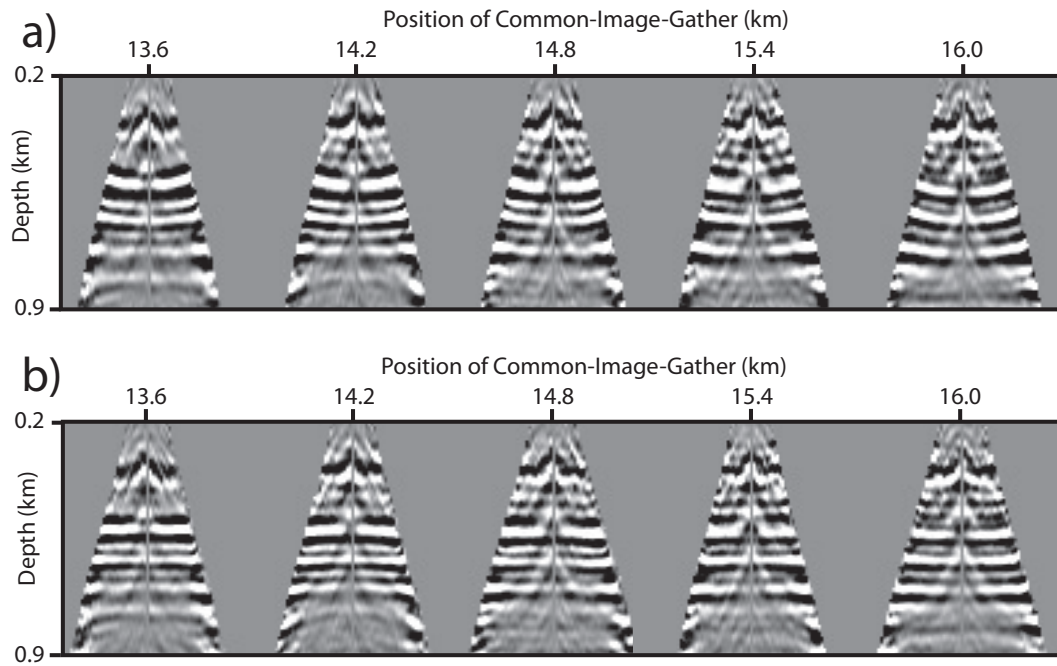 a)
Position of Common-Image-Gather (km)
13.6 14.2 14.8 15.4 16.0
0.2
Depth (km)
0.9
b)
Position of Common-Image-Gather (km)
13.6 14.2 14.8 15.4 16.0
0.2
Depth (km)
0.9